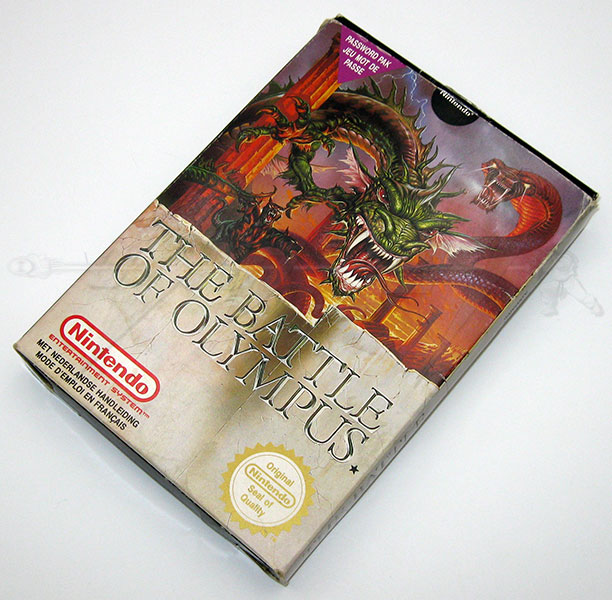 PASSWORD PAK
JEU MOT DE
PASSE
Nintendo
THE BATTLE
OF OLYMPUS
Nintendo
ENTERTAINMENT SYSTEM™
MET NEDERLANDSE HANDLEIDING
MODE D'EMPLOI EN FRANÇAIS
Original
Nintendo
Seal of
Quality